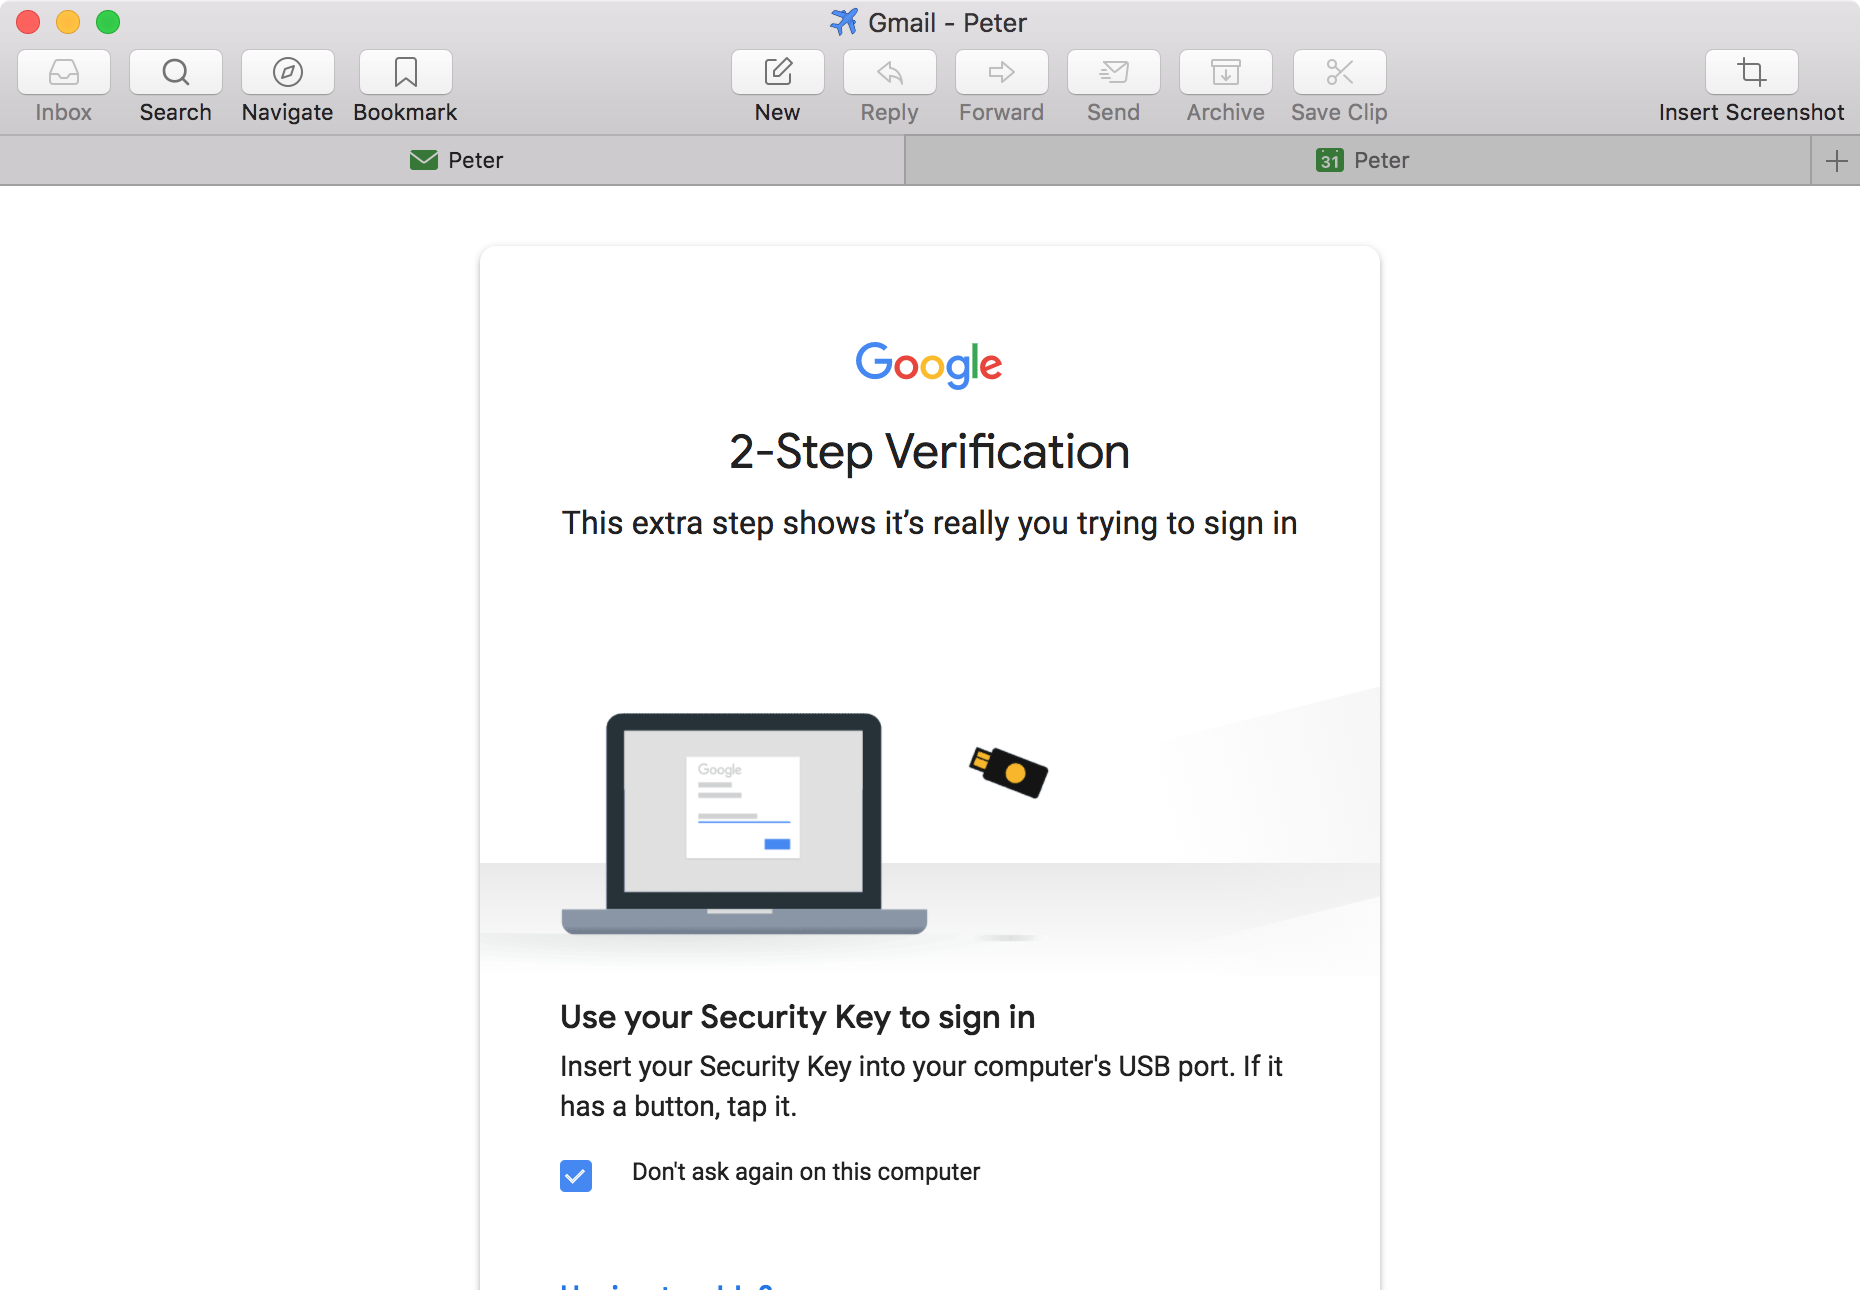 Gmail - Peter
Inbox Search Navigate Bookmark New Reply Forward Send Archive Save Clip Insert Screenshot
Peter 31 Peter
Google
2-Step Verification
This extra step shows it’s really you trying to sign in
Google
Use your Security Key to sign in
Insert your Security Key into your computer's USB port. If it
has a button, tap it.
Don't ask again on this computer